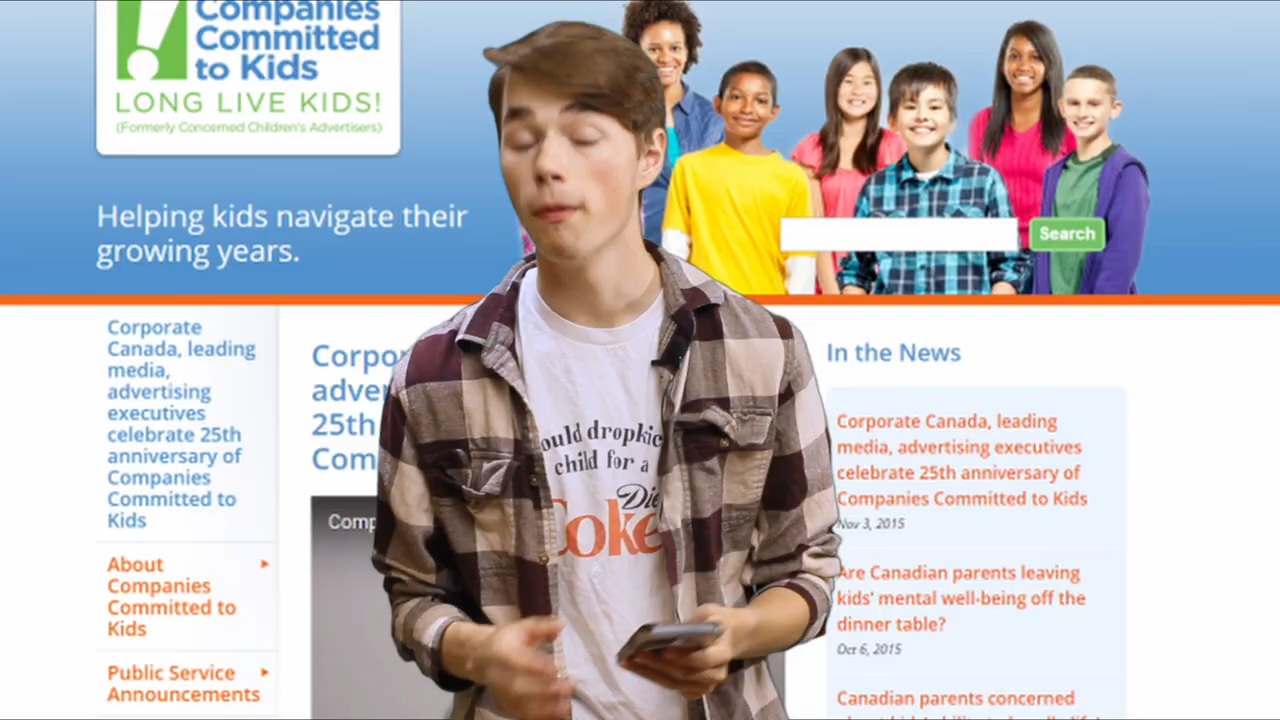 Companies
Committed
to Kids
LONG LIVE KIDS!
(Formerly Concerned Children's Advertisers)
Helping kids navigate their
growing years.
Search
Corporate
Canada, leading
media,
advertising
executives
celebrate 25th
anniversary of
Companies
Committed to
Kids
About
Companies
Committed to
Kids
Public Service
Announcements
Corpo
adver
25th
Com
Comp
ould dropkic
child for a
Die
Coke
In the News
Corporate Canada, leading
media, advertising executives
celebrate 25th anniversary of
Companies Committed to Kids
Nov 3, 2015
Are Canadian parents leaving
kids' mental well-being off the
dinner table?
Oct 6, 2015
Canadian parents concerned